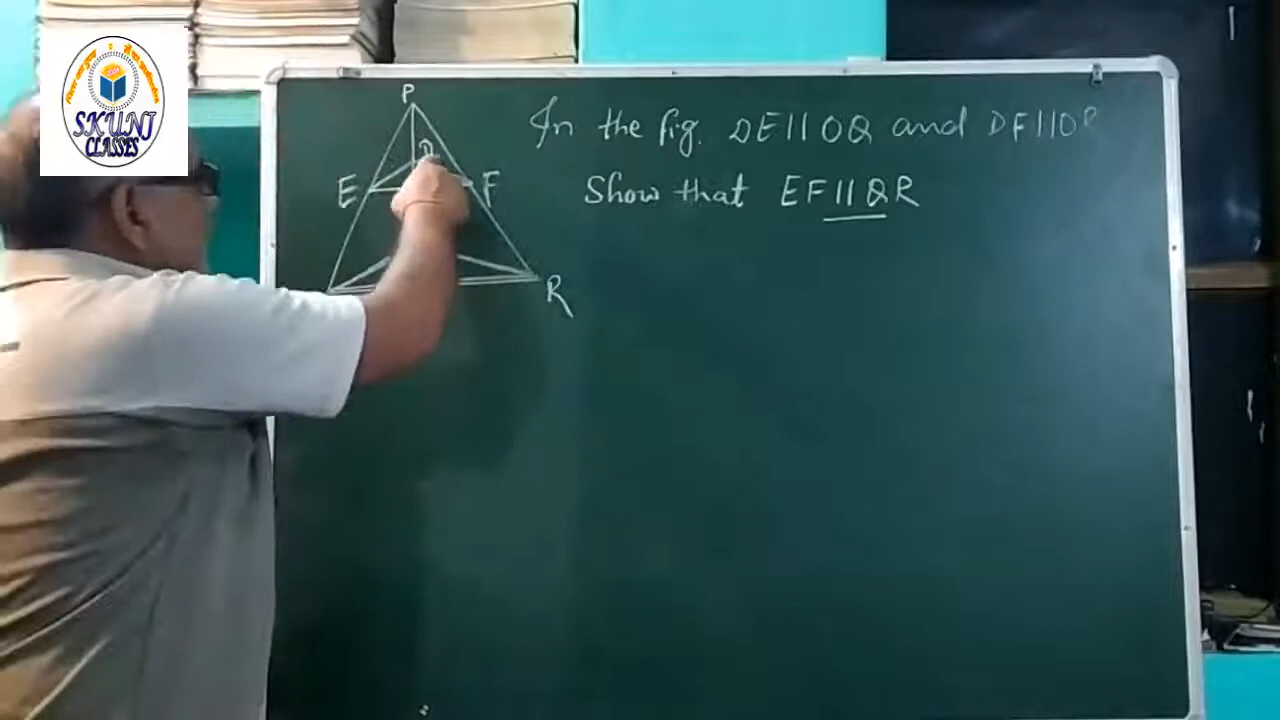 SKUNJ
CLASSES
P
In the fig. DE||OQ and DF||OR
D
Show that EF||QR
E
F
R